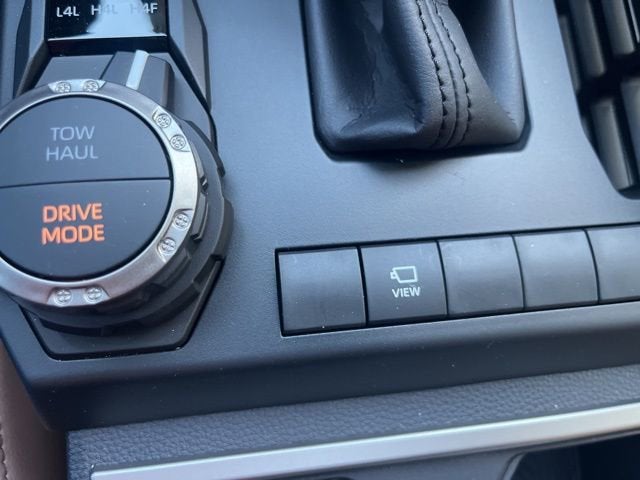 L4L H4L H4F
TOW
HAUL
DRIVE
MODE
VIEW